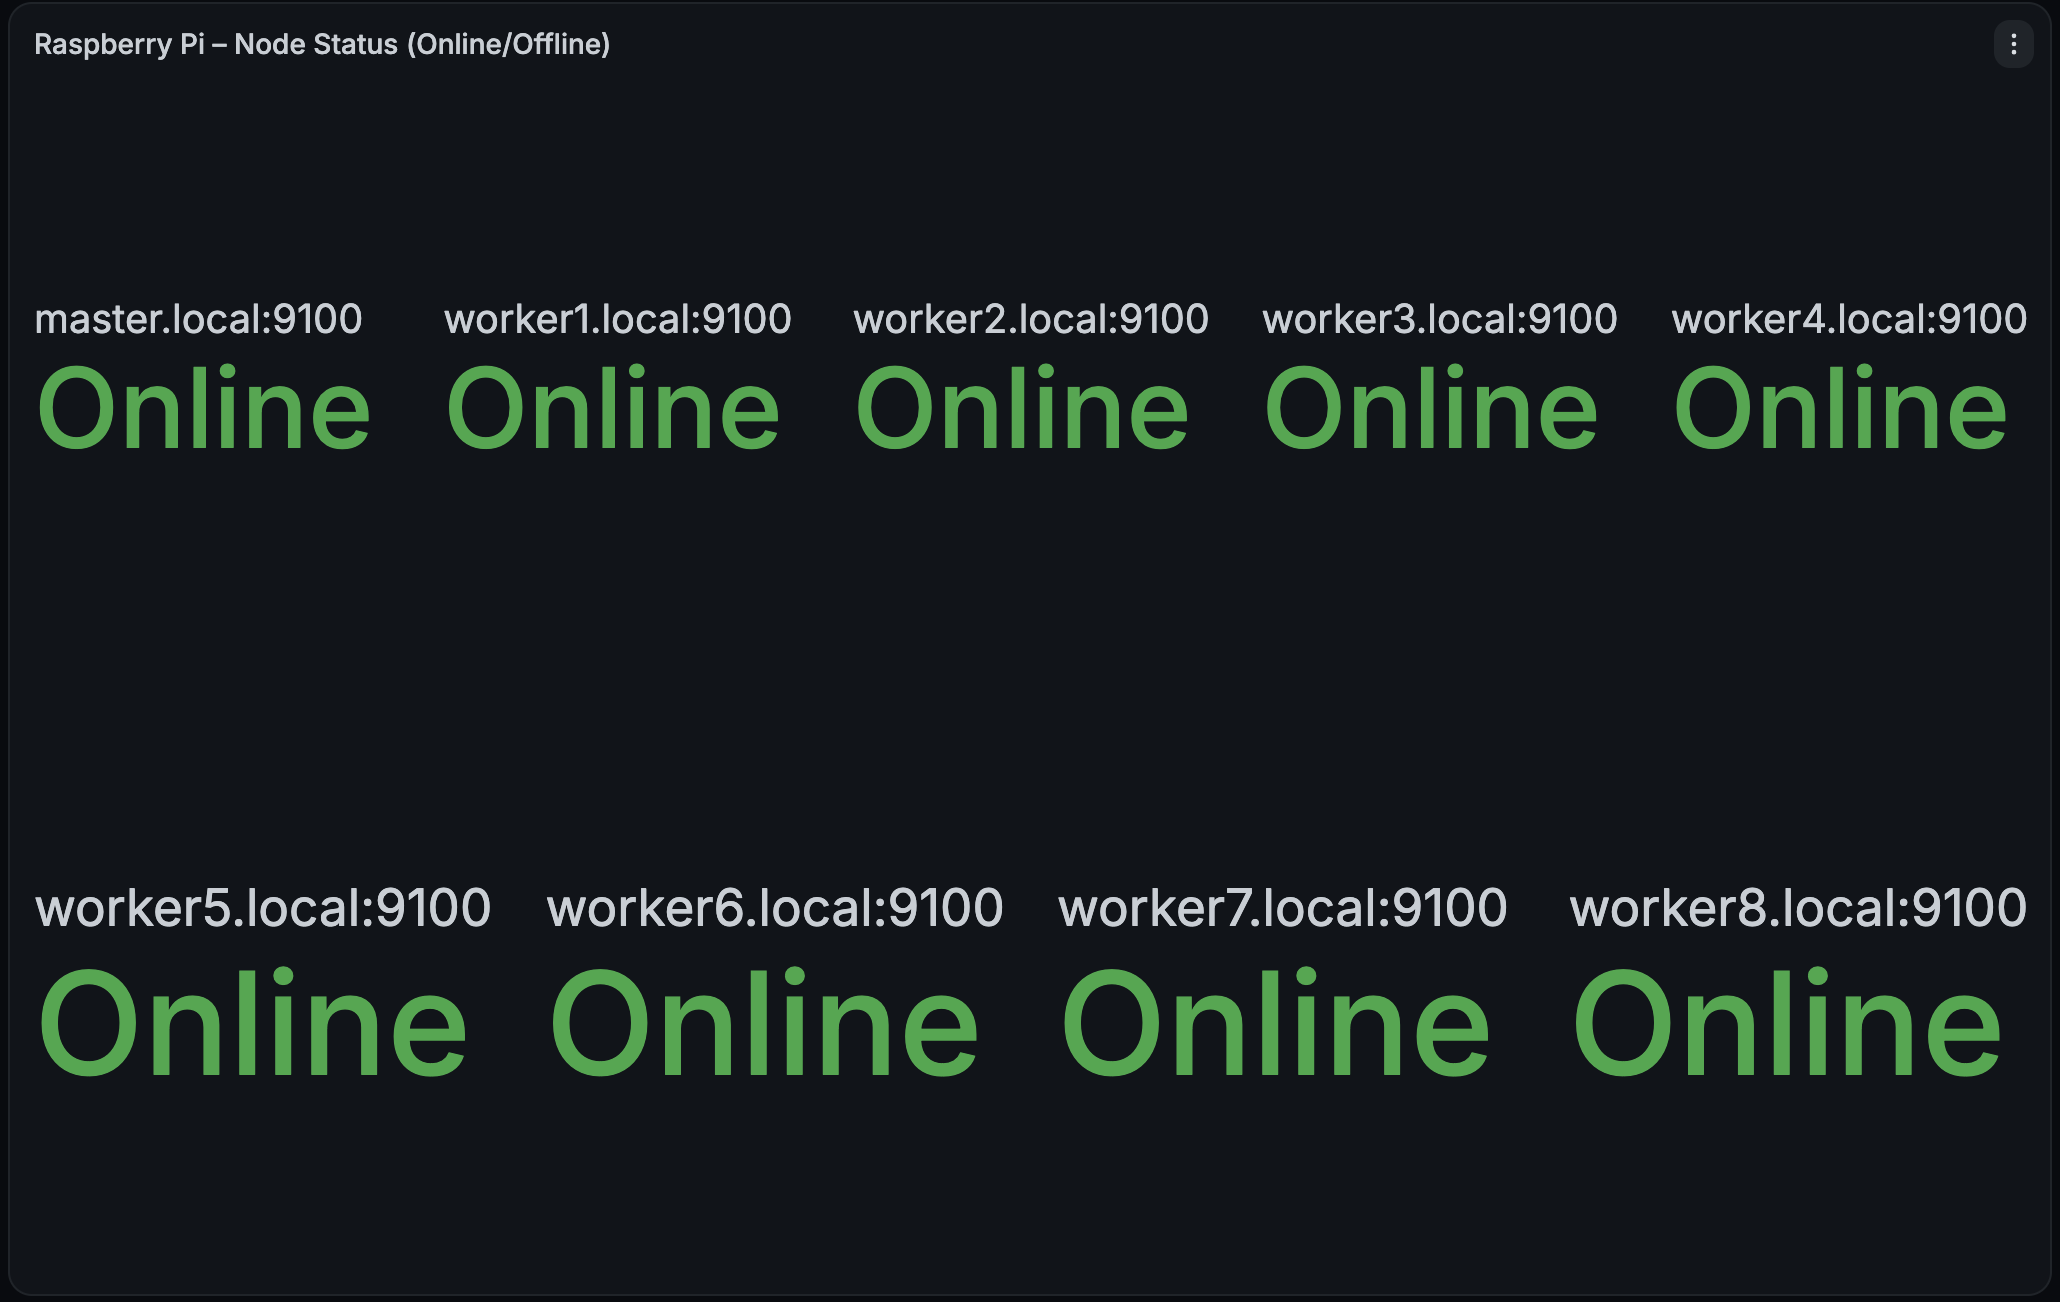 Raspberry Pi – Node Status (Online/Offline)
master.local:9100 worker1.local:9100 worker2.local:9100 worker3.local:9100 worker4.local:9100
Online Online Online Online Online
worker5.local:9100 worker6.local:9100 worker7.local:9100 worker8.local:9100
Online Online Online Online